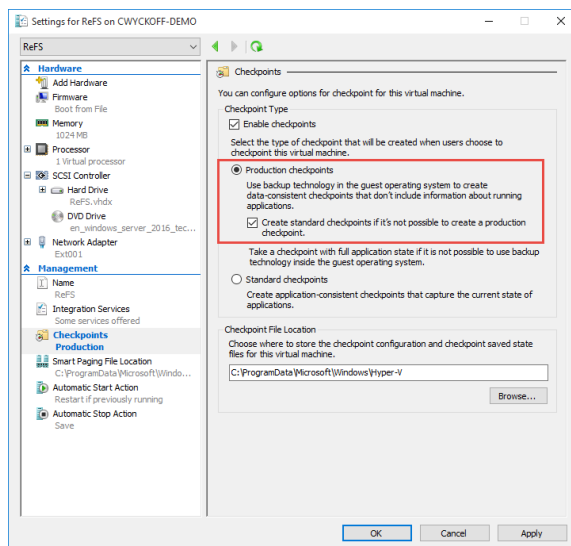 Settings for ReFS on CWYCKOFF-DEMO
ReFS
Hardware
Add Hardware
Firmware
Boot from File
Memory
1024 MB
Processor
1 Virtual processor
SCSI Controller
Hard Drive
ReFS.vhdx
DVD Drive
en_windows_server_2016_tec...
Network Adapter
Ext001
Management
Name
ReFS
Integration Services
Some services offered
Checkpoints
Production
Smart Paging File Location
C:\ProgramData\Microsoft\Windo...
Automatic Start Action
Restart if previously running
Automatic Stop Action
Save
Checkpoints
You can configure options for checkpoint for this virtual machine.
Checkpoint Type
Enable checkpoints
Select the type of checkpoint that will be created when users choose to
checkpoint this virtual machine.
Production checkpoints
Use backup technology in the guest operating system to create
data-consistent checkpoints that don't include information about running
applications.
Create standard checkpoints if it's not possible to create a production
checkpoint.
Take a checkpoint with full application state if it is not possible to use backup
technology inside the guest operating system.
Standard checkpoints
Create application-consistent checkpoints that capture the current state of
applications.
Checkpoint File Location
Choose where to store the checkpoint configuration and checkpoint saved state
files for this virtual machine.
C:\ProgramData\Microsoft\Windows\Hyper-V
Browse...
OK
Cancel
Apply